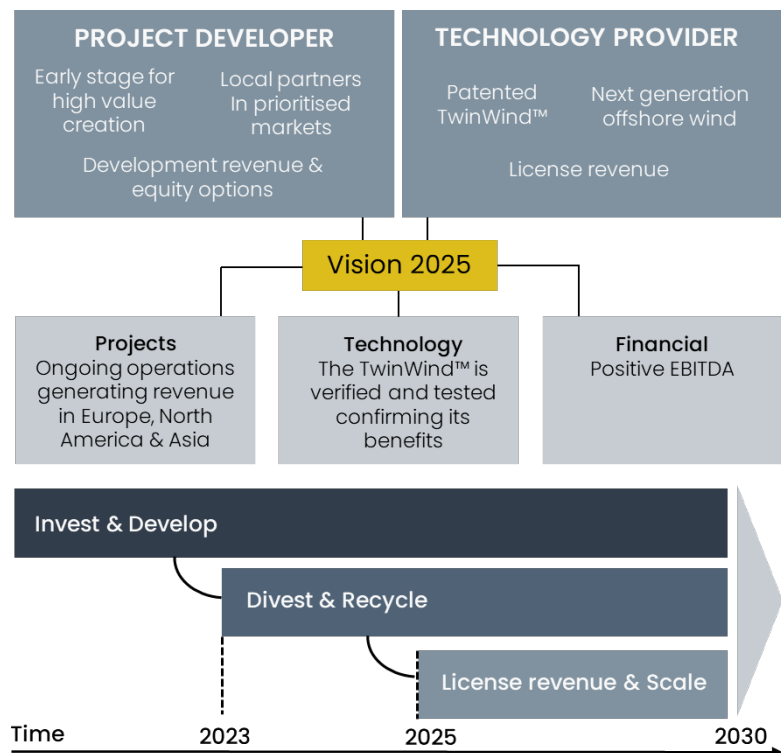 PROJECT DEVELOPER
Early stage for
high value
creation
Local partners
In prioritised
markets
Development revenue &
equity options
TECHNOLOGY PROVIDER
Patented
TwinWind™
Next generation
offshore wind
License revenue
Vision 2025
Projects
Ongoing operations
generating revenue
in Europe, North
America & Asia
Technology
The TwinWind™ is
verified and tested
confirming its
benefits
Financial
Positive EBITDA
Invest & Develop
Divest & Recycle
License revenue & Scale
Time
2023
2025
2030